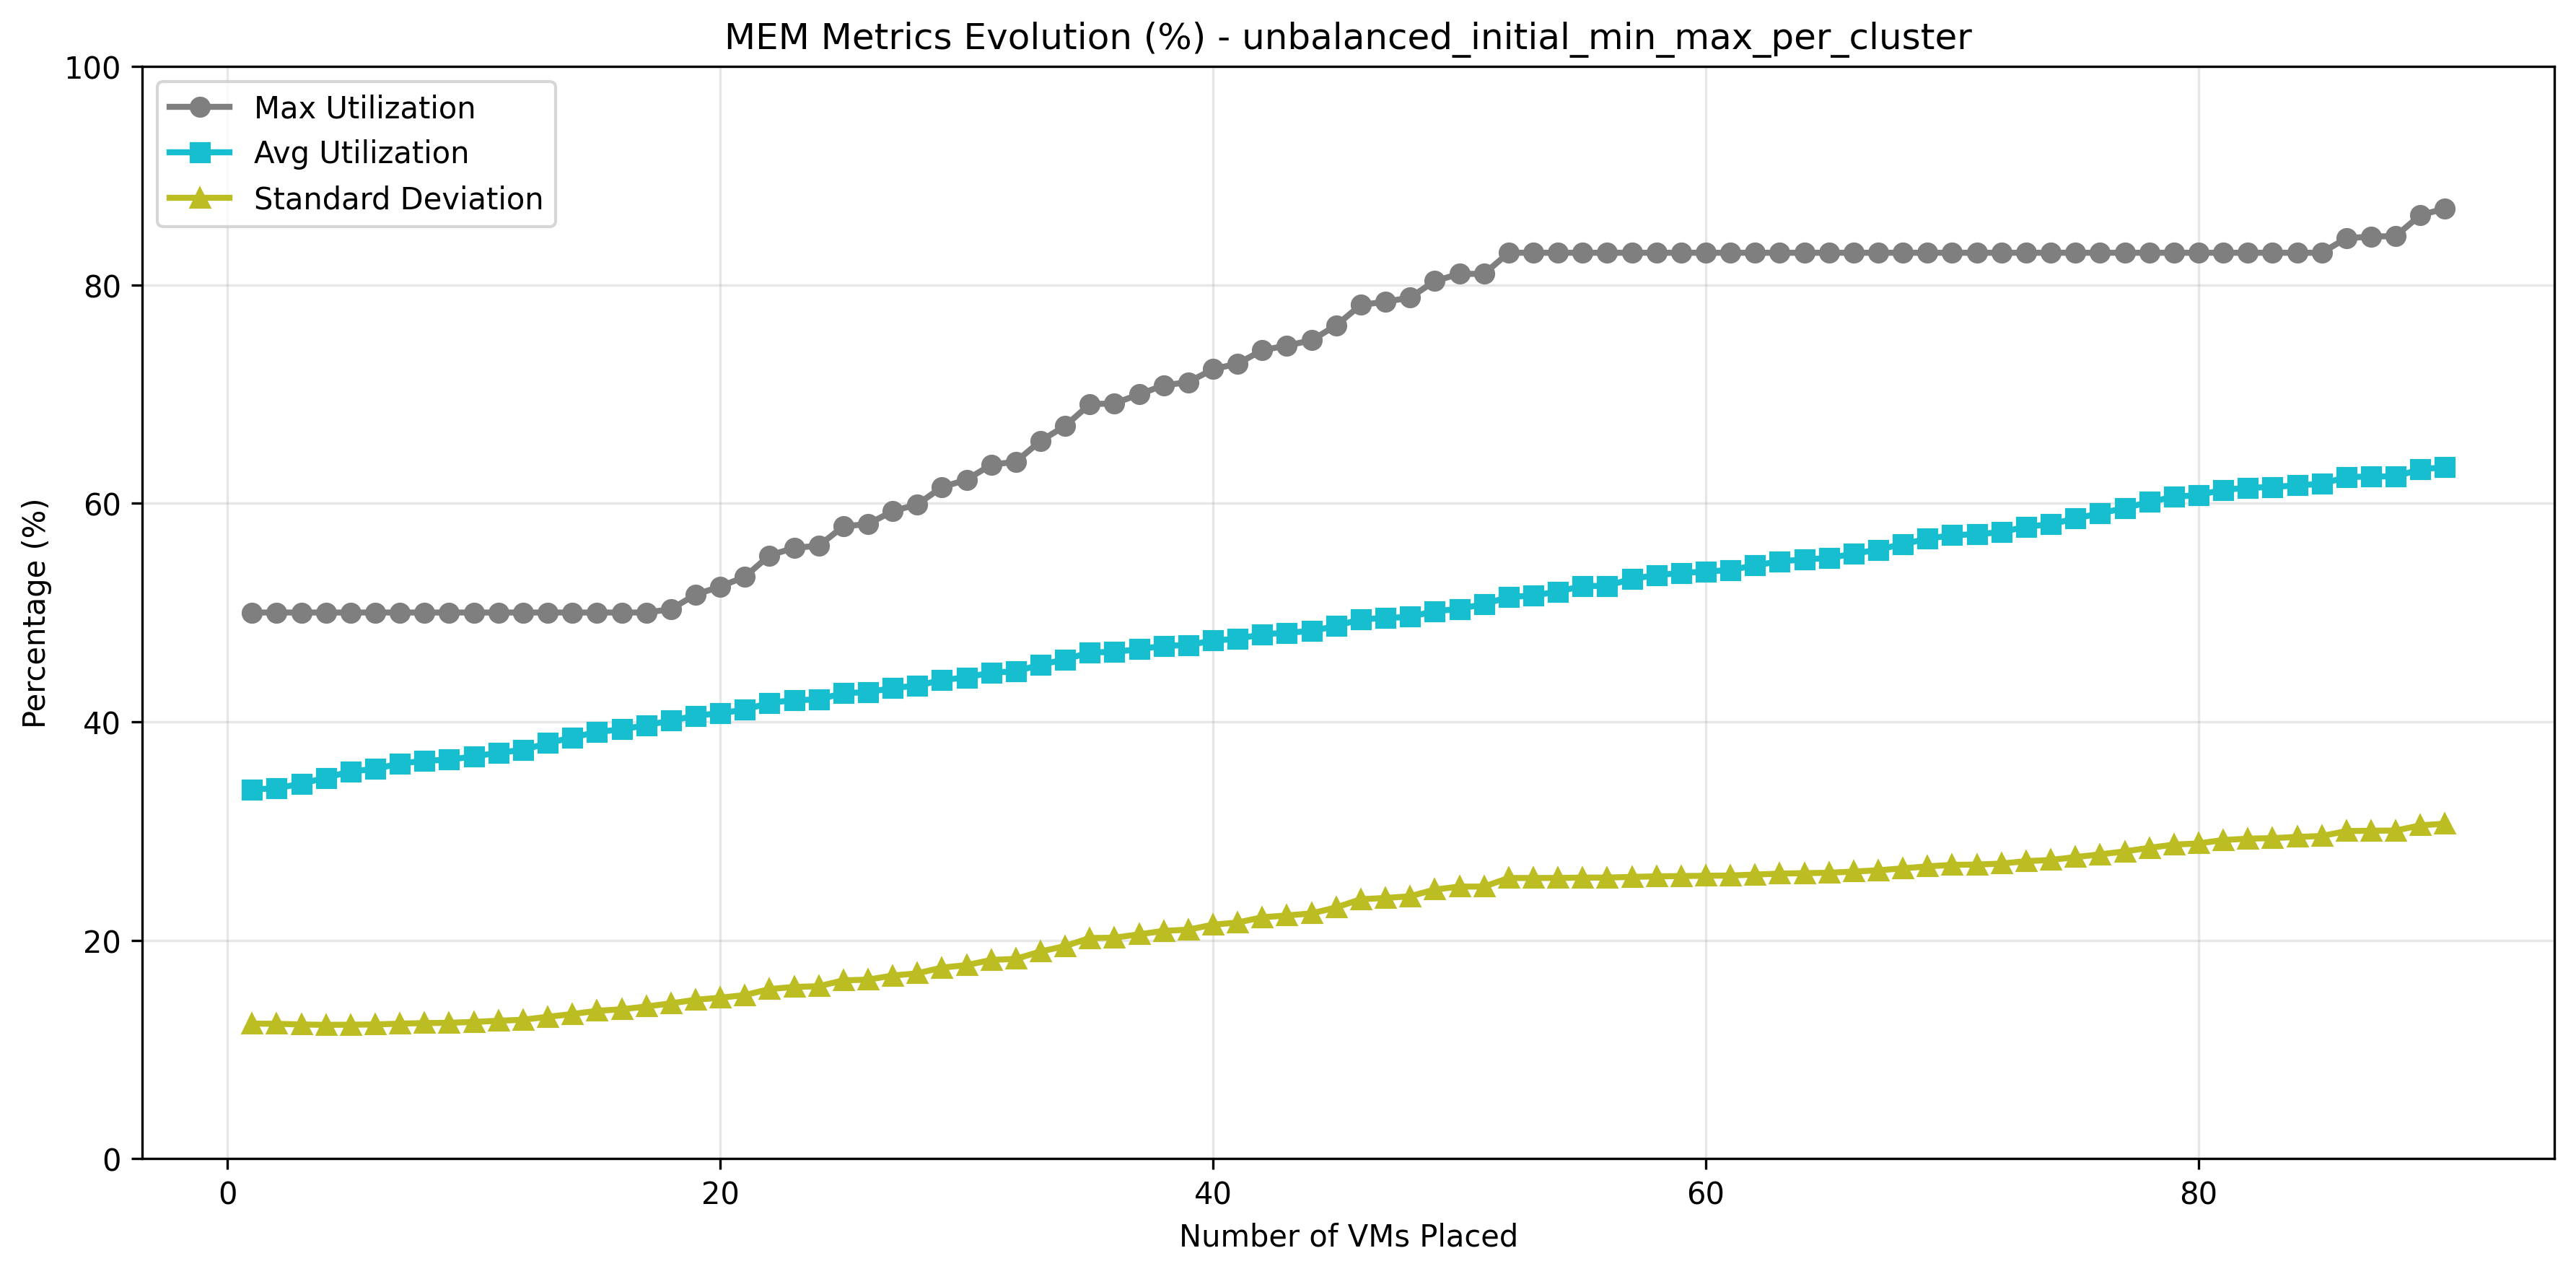 MEM Metrics Evolution (%) - unbalanced_initial_min_max_per_cluster
100
80
60
40
20
0
Percentage (%)
Max Utilization
Avg Utilization
Standard Deviation
0 20 40 60 80
Number of VMs Placed